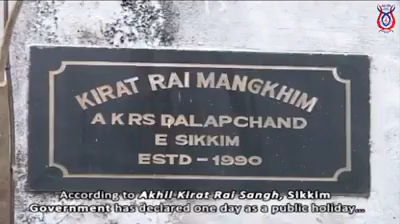 KIRAT RAI MANGKHIM
A K RS DALAPCHAND
E SIKKIM
ESTD - 1990
According to Akhil Kirat Rai Sangh, Sikkim
Government has declared one day as a public holiday...